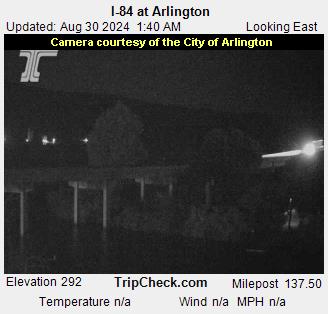 I-84 at Arlington
Updated: Aug 30 2024 1:40 AM Looking East
Camera courtesy of the City of Arlington
Elevation 292 TripCheck.com Milepost 137.50
Temperature n/a Wind n/a MPH n/a